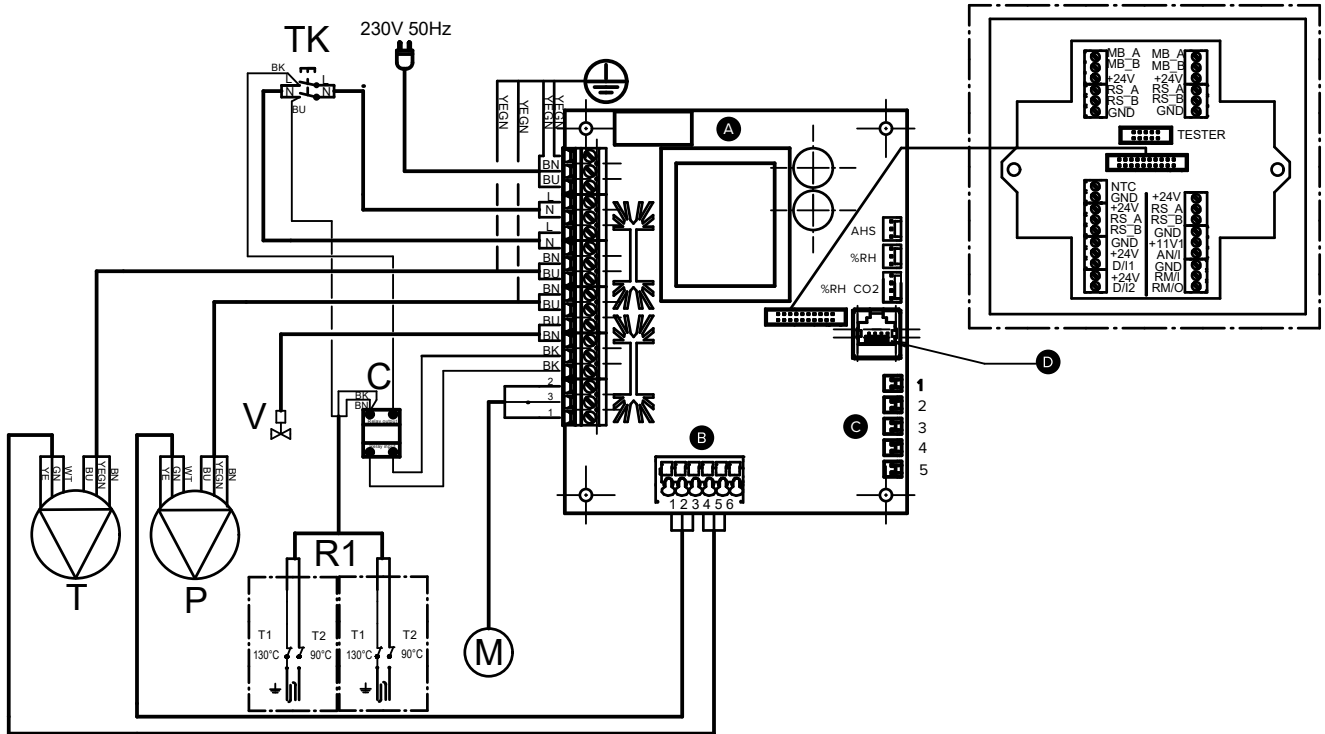 TK
230V 50Hz
BK
L L
N N
BU
YEGN
YEGN
YEGN
YEGN
A
BN
BU
L
N
L
N
BN
BU
BN
BU
BU
BN
BK
BK
2
3
1
AHS
%RH
%RH CO2
D
C
1
2
3
4
5
B
1 2 3 4 5 6
MB_A MB_A
MB_B MB_B
+24V +24V
RS_A RS_A
RS_B RS_B
GND GND
TESTER
NTC
GND +24V
+24V RS_A
RS_A RS_B
RS_B GND
GND +11V1
+24V AN/I
D/I1 GND
+24V RM/I
D/I2 RM/O
V
C
BK
BN
YE GN WT BU YEGN BN
YE GN WT BU YEGN BN
T
P
R1
T1 T2
130°C 90°C
T1 T2
130°C 90°C
M